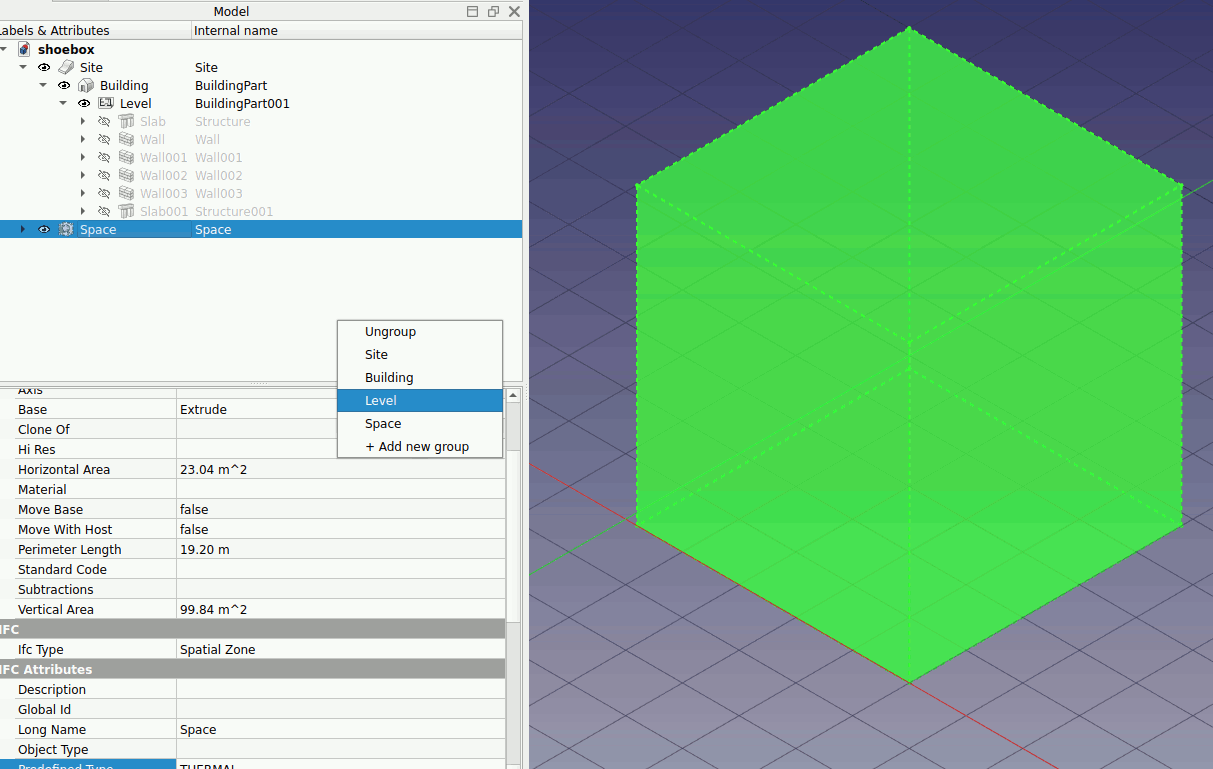 Model
Labels & Attributes Internal name
shoebox
Site Site
Building BuildingPart
Level BuildingPart001
Slab Structure
Wall Wall
Wall001 Wall001
Wall002 Wall002
Wall003 Wall003
Slab001 Structure001
Space Space
Ungroup
Site
Building
Level
Space
+ Add new group
Axis
Base Extrude
Clone Of
Hi Res
Horizontal Area 23.04 m^2
Material
Move Base false
Move With Host false
Perimeter Length 19.20 m
Standard Code
Subtractions
Vertical Area 99.84 m^2
IFC
Ifc Type Spatial Zone
IFC Attributes
Description
Global Id
Long Name Space
Object Type
Predefined Type THERMAL